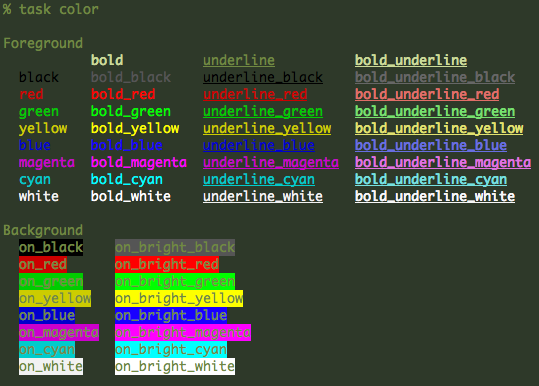 % task color
Foreground
bold underline bold_underline
black bold_black underline_black bold_underline_black
red bold_red underline_red bold_underline_red
green bold_green underline_green bold_underline_green
yellow bold_yellow underline_yellow bold_underline_yellow
blue bold_blue underline_blue bold_underline_blue
magenta bold_magenta underline_magenta bold_underline_magenta
cyan bold_cyan underline_cyan bold_underline_cyan
white bold_white underline_white bold_underline_white
Background
on_black on_bright_black
on_red on_bright_red
on_green on_bright_green
on_yellow on_bright_yellow
on_blue on_bright_blue
on_magenta on_bright_magenta
on_cyan on_bright_cyan
on_white on_bright_white